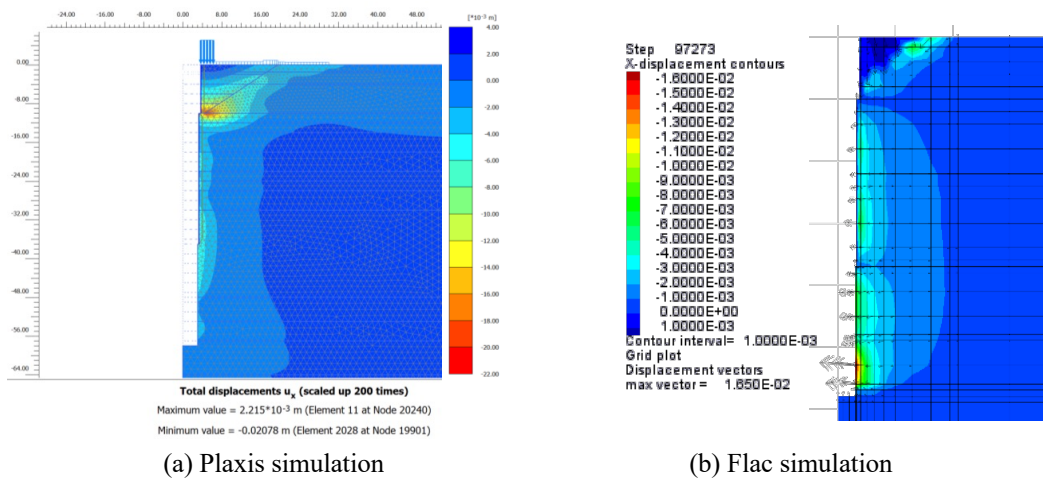 [*10⁻³ m]
-24.00 -16.00 -8.00 0.00 8.00 16.00 24.00 32.00 40.00 48.00
4.00
2.00
0.00
-2.00
-4.00
-6.00
-8.00
-10.00
-12.00
-14.00
-16.00
-18.00
-20.00
-22.00
0.00
-8.00
-16.00
-24.00
-32.00
-40.00
-48.00
-56.00
-64.00
Total displacements uₓ (scaled up 200 times)
Maximum value = 2.215*10⁻³ m (Element 11 at Node 20240)
Minimum value = -0.02078 m (Element 2028 at Node 19901)
(a) Plaxis simulation
Step 97273
X-displacement contours
-1.6000E-02
-1.5000E-02
-1.4000E-02
-1.3000E-02
-1.2000E-02
-1.1000E-02
-1.0000E-02
-9.0000E-03
-8.0000E-03
-7.0000E-03
-6.0000E-03
-5.0000E-03
-4.0000E-03
-3.0000E-03
-2.0000E-03
-1.0000E-03
0.0000E+00
1.0000E-03
Contour interval= 1.0000E-03
Grid plot
Displacement vectors
max vector = 1.650E-02
(b) Flac simulation